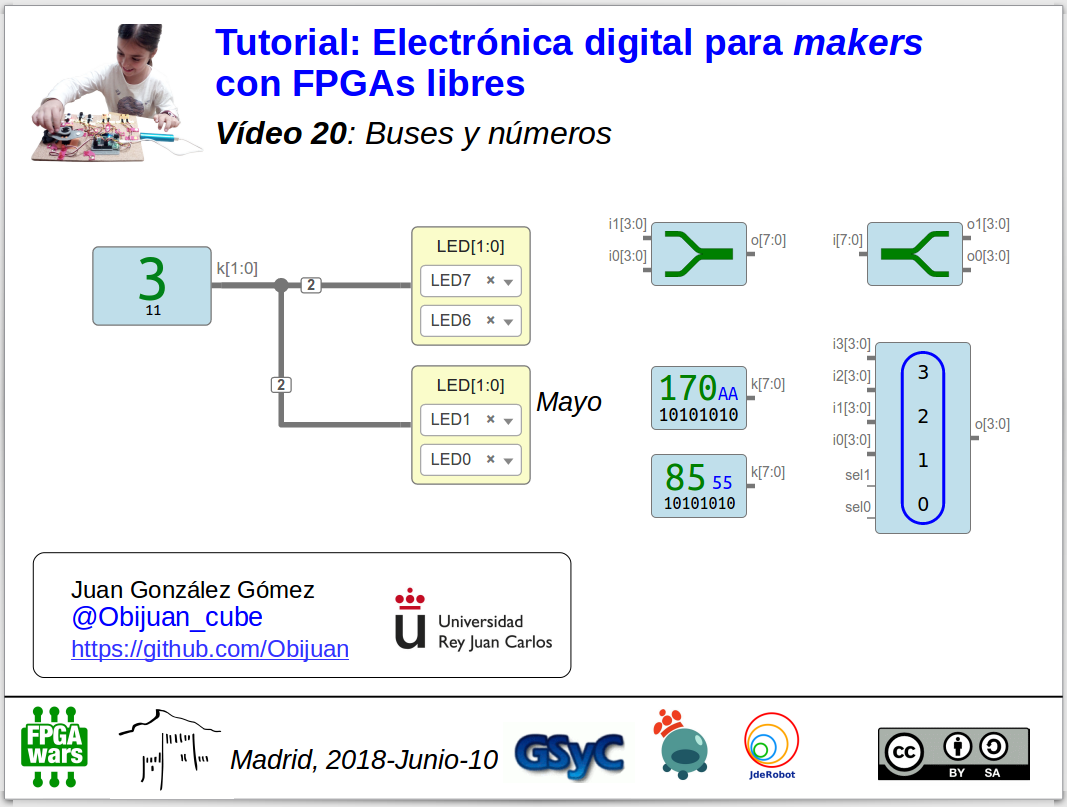 Tutorial: Electrónica digital para makers
con FPGAs libres
Vídeo 20: Buses y números
3
11
k[1:0]
2
2
LED[1:0]
LED7 × ▾
LED6 × ▾
LED[1:0]
LED1 × ▾
LED0 × ▾
Mayo
i1[3:0]
i0[3:0]
o[7:0]
i[7:0]
o1[3:0]
o0[3:0]
170 AA
10101010
k[7:0]
85 55
10101010
k[7:0]
i3[3:0]
i2[3:0]
i1[3:0]
i0[3:0]
sel1
sel0
3
2
1
0
o[3:0]
Juan González Gómez
@Obijuan_cube
https://github.com/Obijuan
u
Universidad
Rey Juan Carlos
FPGA
wars
Madrid, 2018-Junio-10
GSyC
JdeRobot
cc
BY SA